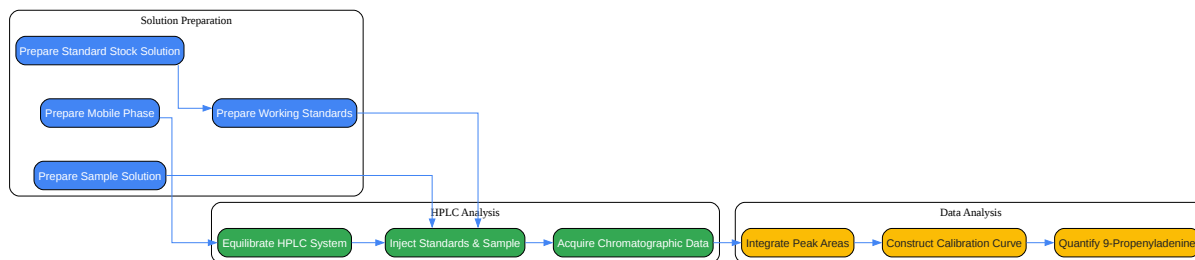 Solution Preparation
Prepare Standard Stock Solution
Prepare Mobile Phase
Prepare Working Standards
Prepare Sample Solution
HPLC Analysis
Equilibrate HPLC System
Inject Standards & Sample
Acquire Chromatographic Data
Data Analysis
Integrate Peak Areas
Construct Calibration Curve
Quantify 9-Propenyladenine